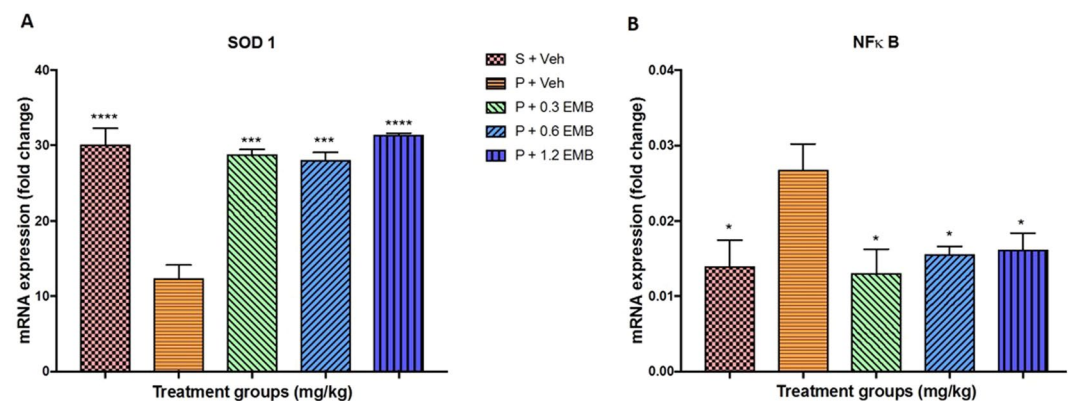 A
SOD 1
mRNA expression (fold change)
40
30
20
10
0
****
***
***
****
Treatment groups (mg/kg)
S + Veh
P + Veh
P + 0.3 EMB
P + 0.6 EMB
P + 1.2 EMB
B
NFκ B
mRNA expression (fold change)
0.04
0.03
0.02
0.01
0.00
*
*
*
*
Treatment groups (mg/kg)